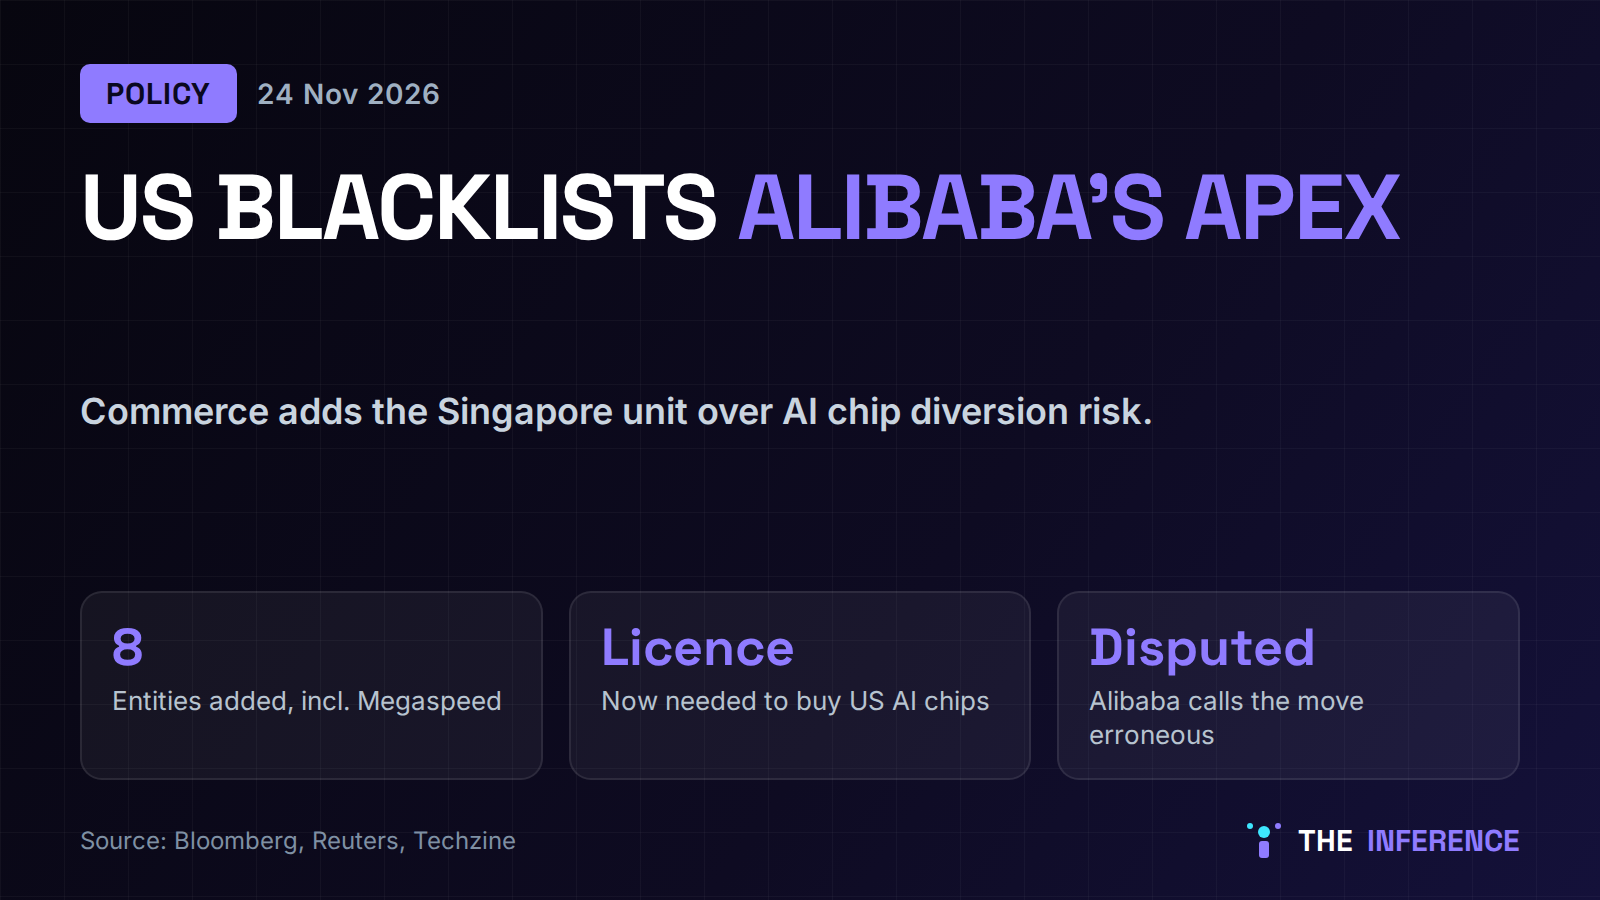 POLICY
24 Nov 2026
US BLACKLISTS ALIBABA’S APEX
Commerce adds the Singapore unit over AI chip diversion risk.
8
Entities added, incl. Megaspeed
Licence
Now needed to buy US AI chips
Disputed
Alibaba calls the move
erroneous
Source: Bloomberg, Reuters, Techzine
THE INFERENCE